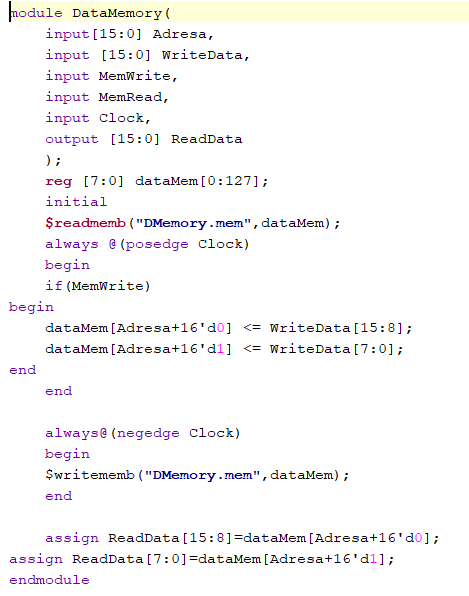 module DataMemory(
    input[15:0] Adresa,
    input [15:0] WriteData,
    input MemWrite,
    input MemRead,
    input Clock,
    output [15:0] ReadData
    );
    reg [7:0] dataMem[0:127];
    initial
    $readmemb("DMemory.mem",dataMem);
    always @(posedge Clock)
    begin
    if(MemWrite)
begin
    dataMem[Adresa+16'd0] <= WriteData[15:8];
    dataMem[Adresa+16'd1] <= WriteData[7:0];
end
    end

    always@(negedge Clock)
    begin
    $writememb("DMemory.mem",dataMem);
    end

    assign ReadData[15:8]=dataMem[Adresa+16'd0];
assign ReadData[7:0]=dataMem[Adresa+16'd1];
endmodule